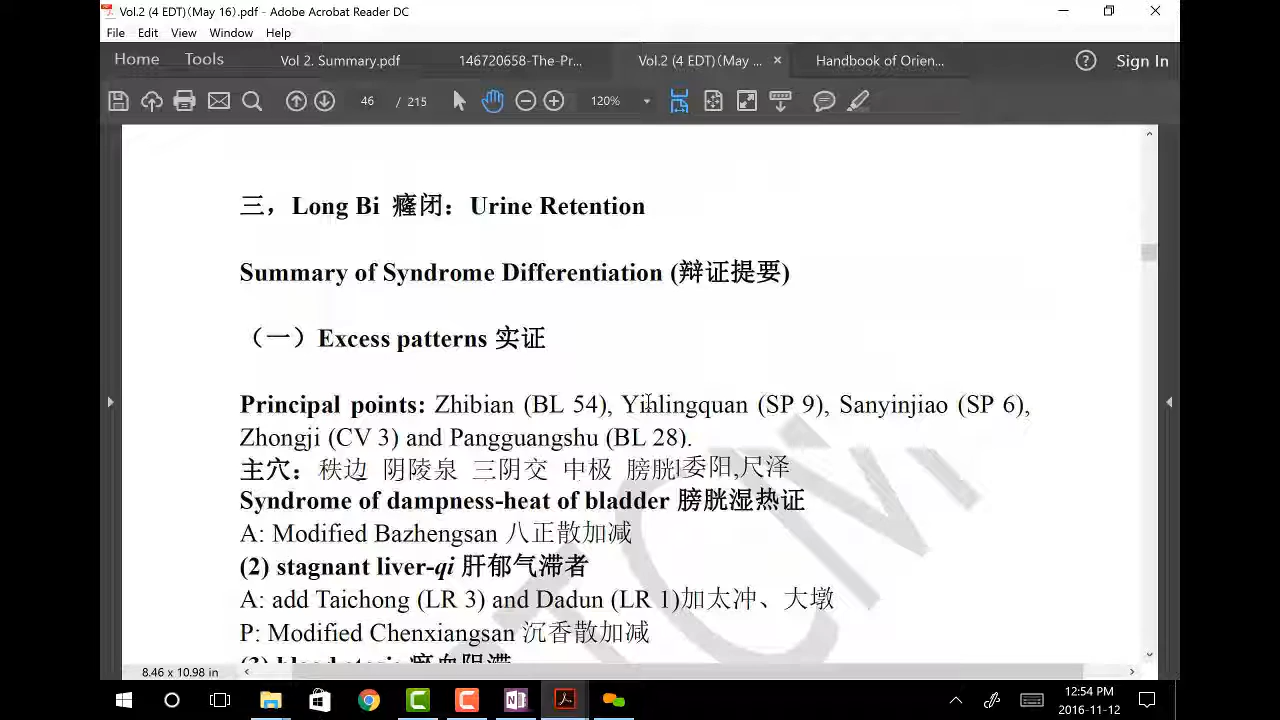 Vol.2 (4 EDT)(May 16).pdf - Adobe Acrobat Reader DC
File Edit View Window Help
Home Tools Vol 2. Summary.pdf 146720658-The-Pr... Vol.2 (4 EDT)(May ... × Handbook of Orien... Sign In
46 / 215 120%
三，Long Bi 癃闭：Urine Retention
Summary of Syndrome Differentiation (辩证提要)
（一）Excess patterns 实证
Principal points: Zhibian (BL 54), Yinlingquan (SP 9), Sanyinjiao (SP 6),
Zhongji (CV 3) and Pangguangshu (BL 28).
主穴：秩边 阴陵泉 三阴交 中极 膀胱 委阳,尺泽
Syndrome of dampness-heat of bladder 膀胱湿热证
A: Modified Bazhengsan 八正散加减
(2) stagnant liver-qi 肝郁气滞者
A: add Taichong (LR 3) and Dadun (LR 1)加太冲、大墩
P: Modified Chenxiangsan 沉香散加减
(3) blood stasis 瘀血阻滞
TCM
8.46 x 10.98 in
12:54 PM
2016-11-12